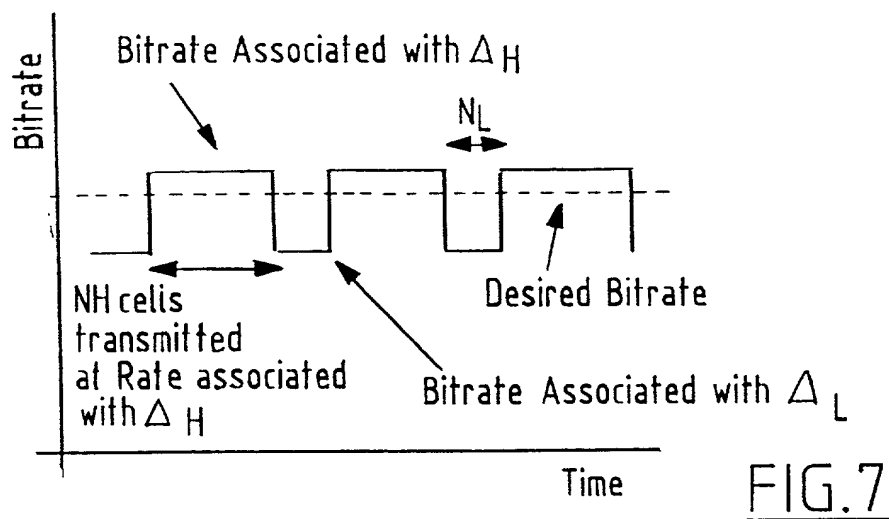 Bitrate Associated with Δ H
Bitrate
NL
NH cells
transmitted
at Rate associated
with Δ H
Desired Bitrate
Bitrate Associated with Δ L
Time
FIG.7